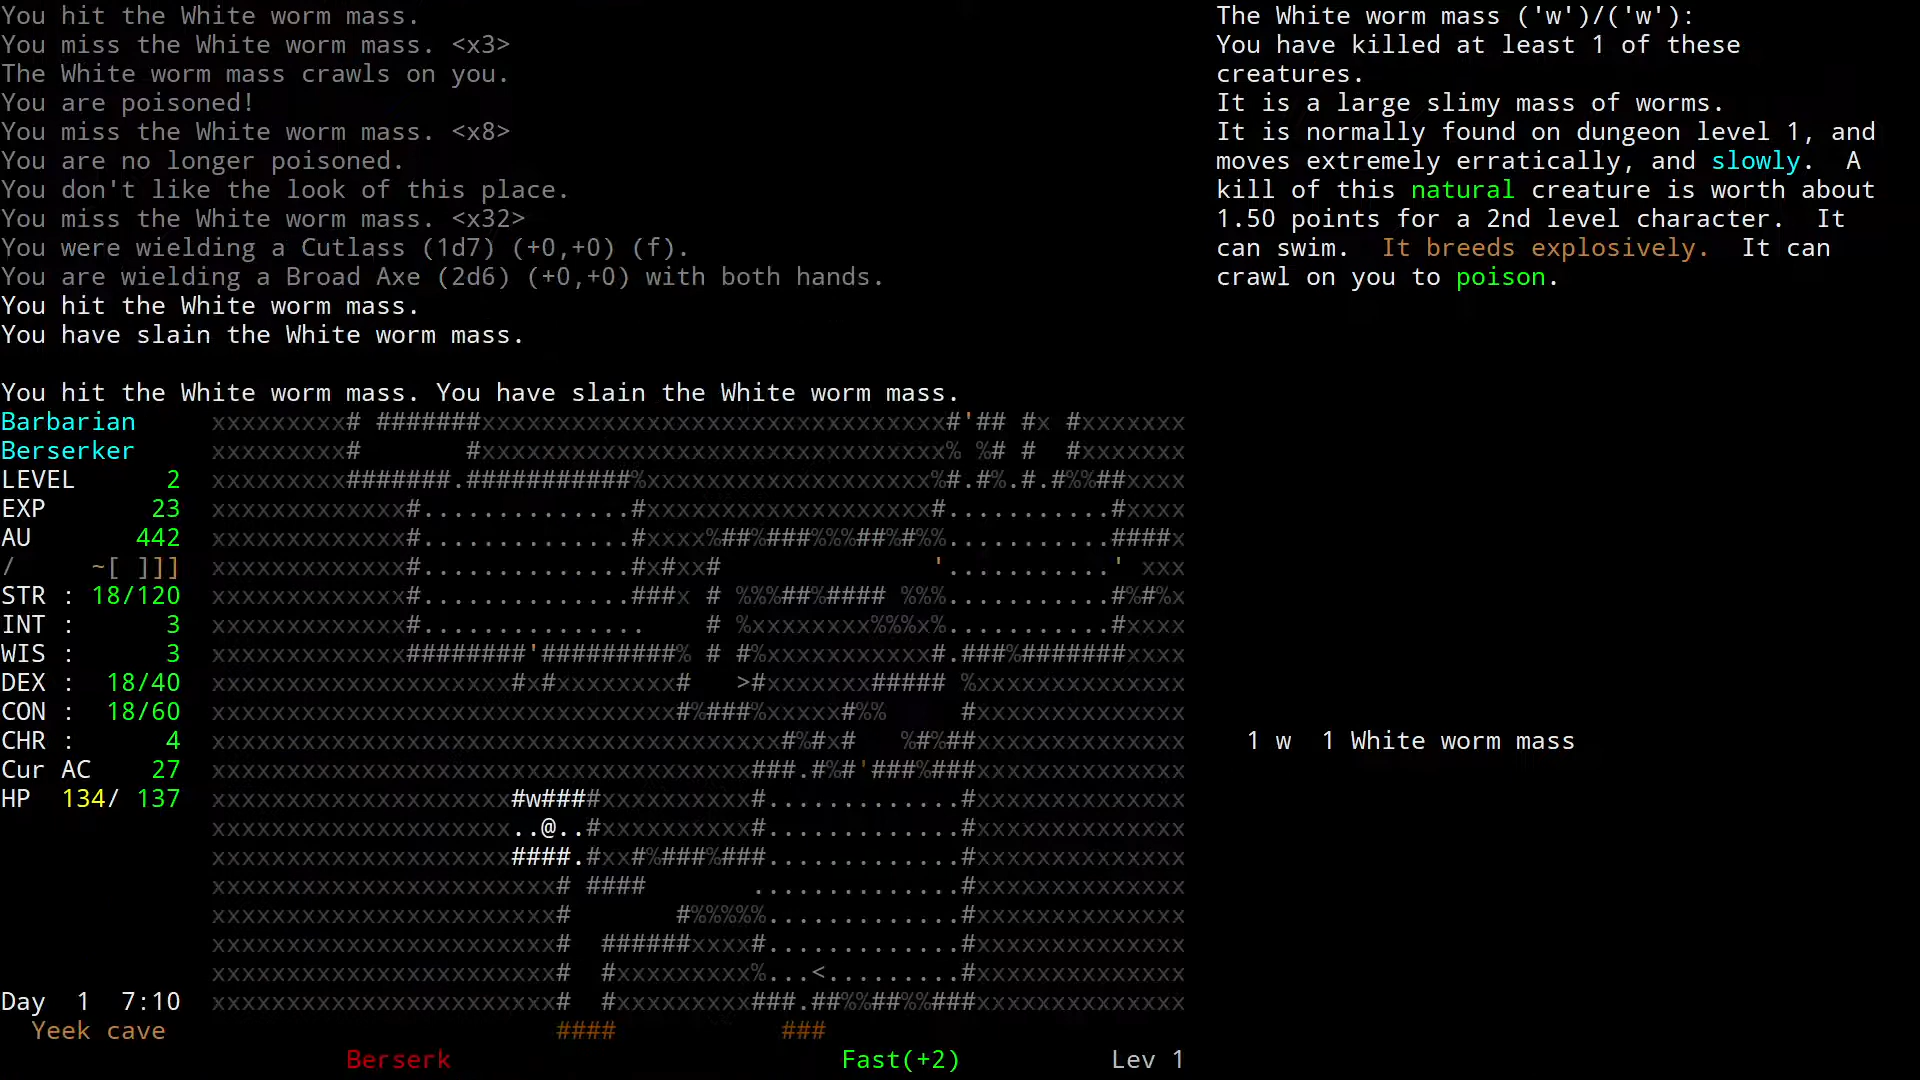 You hit the White worm mass.
You miss the White worm mass. <x3>
The White worm mass crawls on you.
You are poisoned!
You miss the White worm mass. <x8>
You are no longer poisoned.
You don't like the look of this place.
You miss the White worm mass. <x32>
You were wielding a Cutlass (1d7) (+0,+0) (f).
You are wielding a Broad Axe (2d6) (+0,+0) with both hands.
You hit the White worm mass.
You have slain the White worm mass.
The White worm mass ('w')/('w'):
You have killed at least 1 of these
creatures.
It is a large slimy mass of worms.
It is normally found on dungeon level 1, and
moves extremely erratically, and slowly.  A
kill of this natural creature is worth about
1.50 points for a 2nd level character.  It
can swim.  It breeds explosively.  It can
crawl on you to poison.
You hit the White worm mass. You have slain the White worm mass.
Barbarian
Berserker
LEVEL 2
EXP 23
AU 442
/ ~[ ]]]
STR : 18/120
INT : 3
WIS : 3
DEX : 18/40
CON : 18/60
CHR : 4
Cur AC 27
HP 134/ 137
Day 1 7:10
Yeek cave
1 w 1 White worm mass
Berserk
Fast(+2)
Lev 1